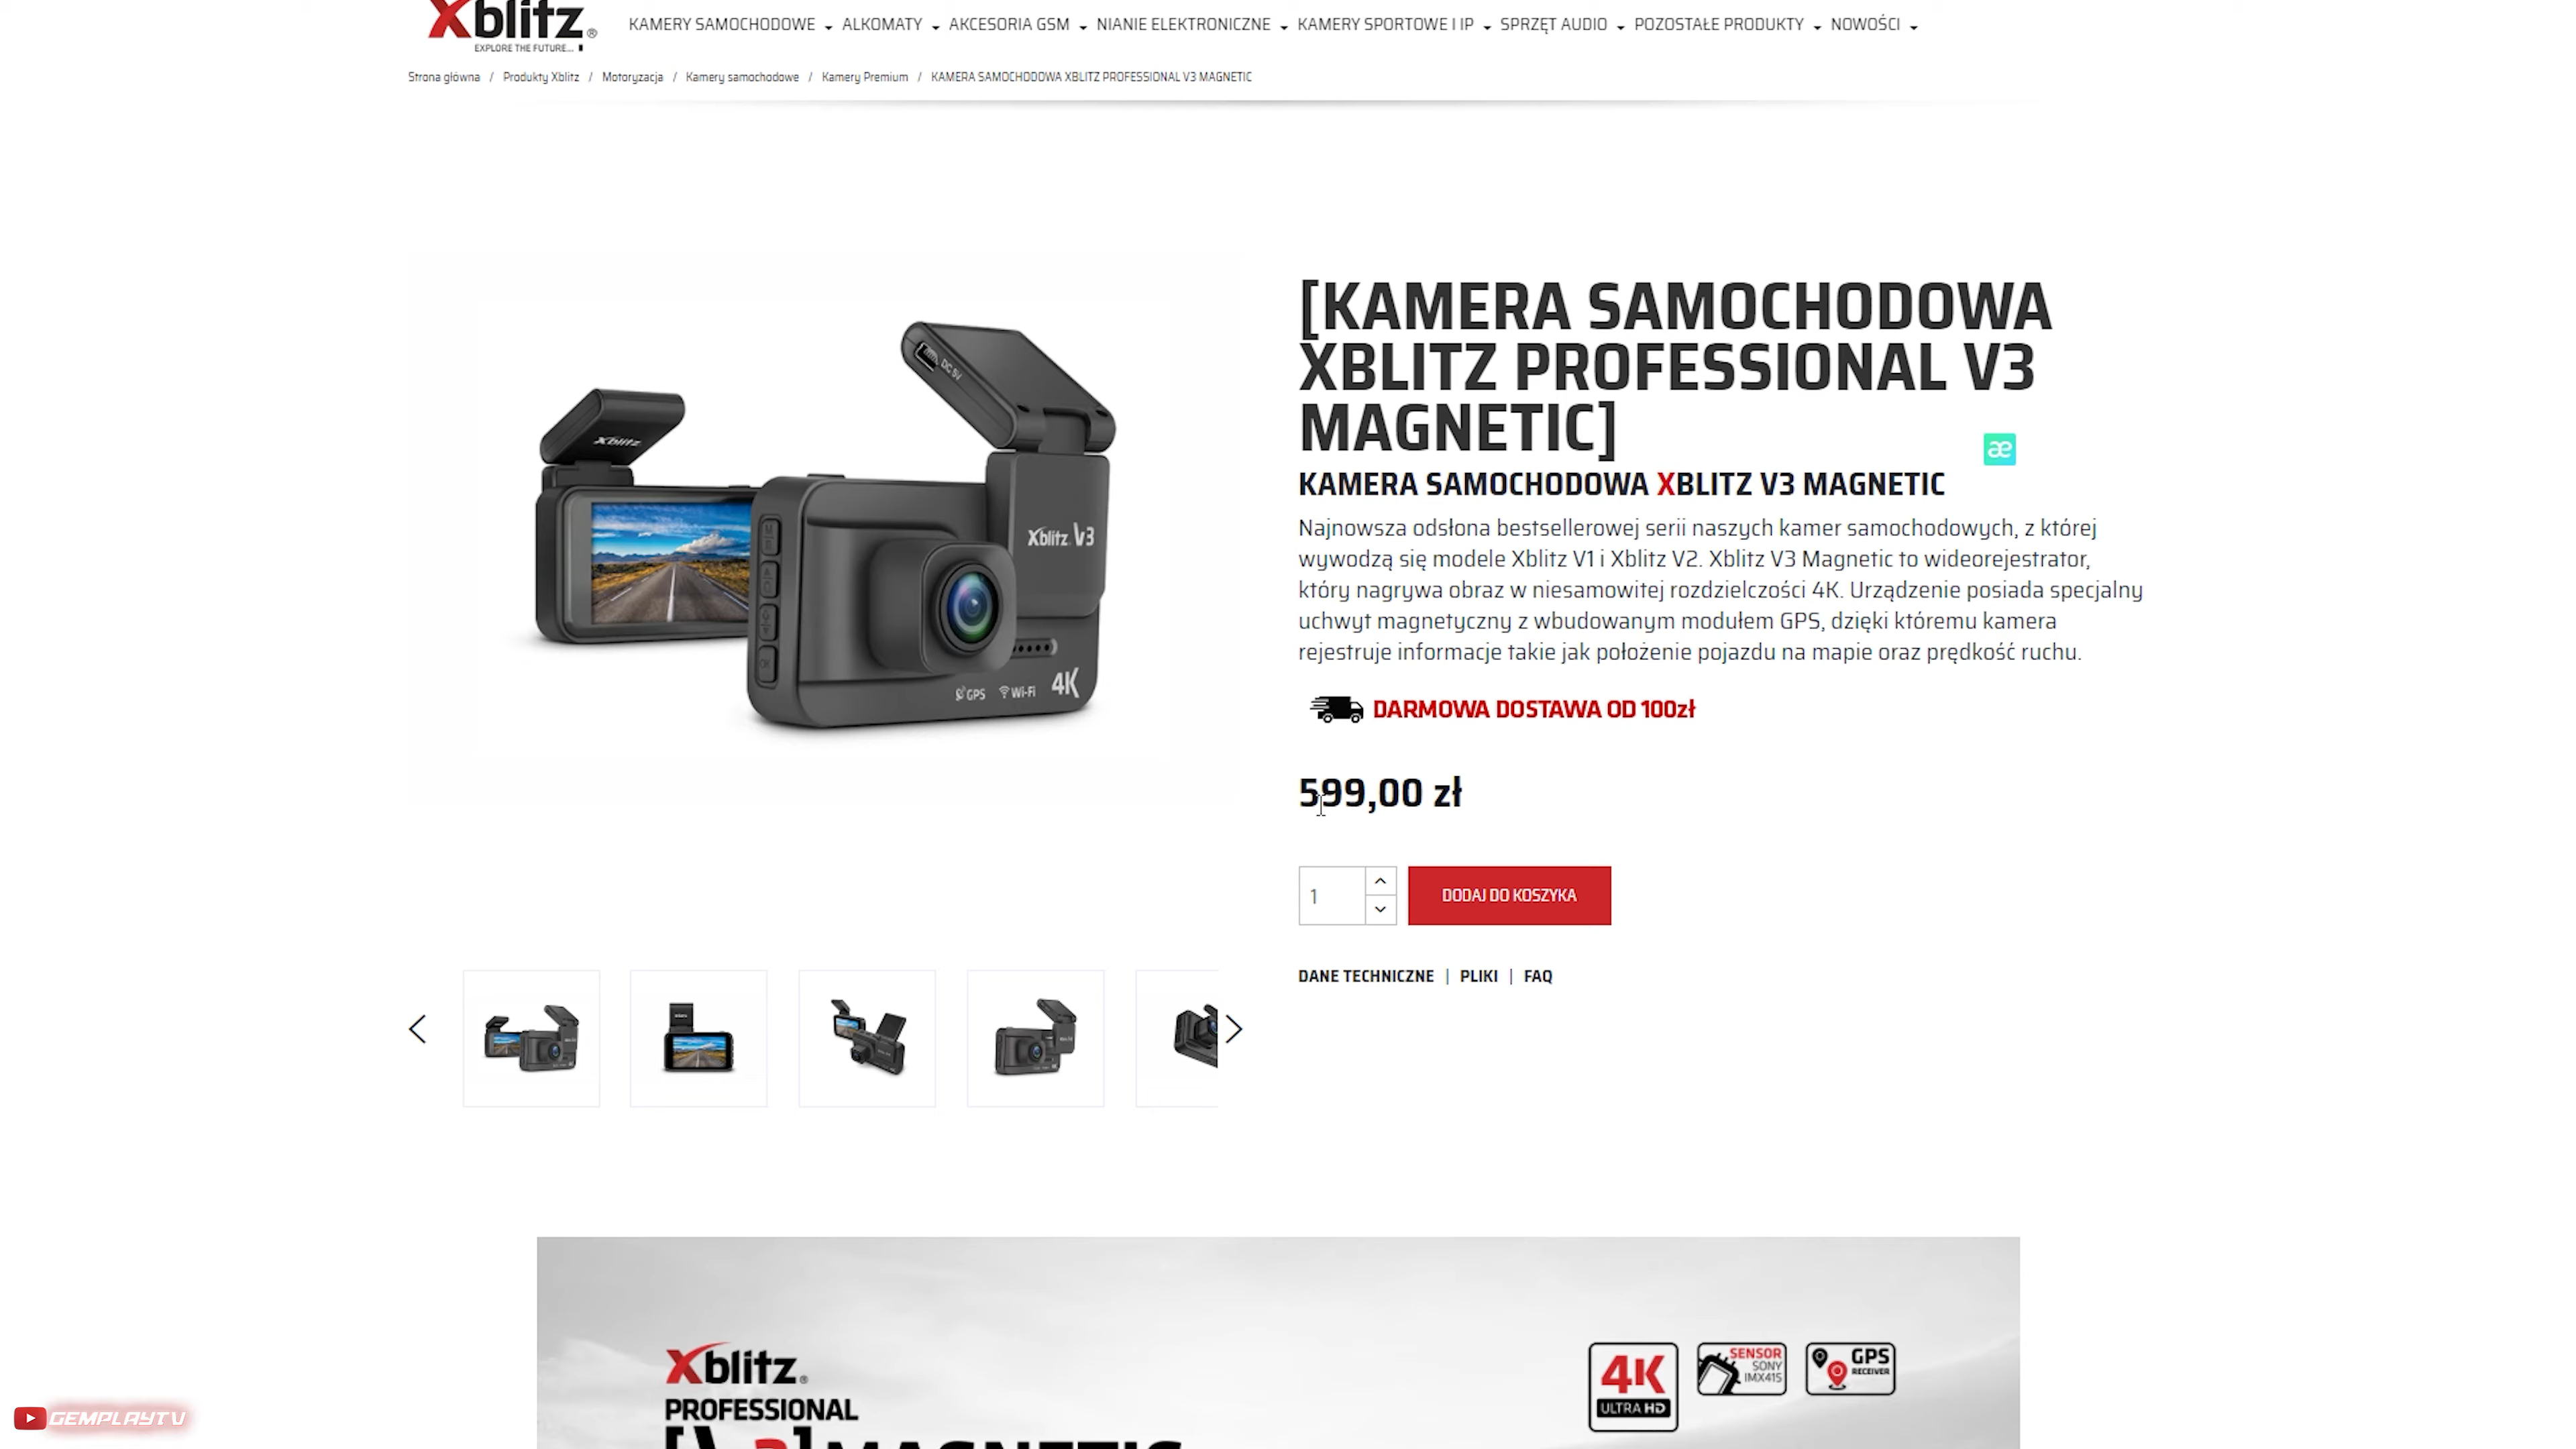 Xblitz®
EXPLORE THE FUTURE...
KAMERY SAMOCHODOWE ALKOMATY AKCESORIA GSM NIANIE ELEKTRONICZNE KAMERY SPORTOWE I IP SPRZĘT AUDIO POZOSTAŁE PRODUKTY NOWOŚCI
Strona główna / Produkty Xblitz / Motoryzacja / Kamery samochodowe / Kamery Premium / KAMERA SAMOCHODOWA XBLITZ PROFESSIONAL V3 MAGNETIC
DC 5V
Xblitz
Xblitz V3
GPS Wi-Fi 4K
[KAMERA SAMOCHODOWA
XBLITZ PROFESSIONAL V3
MAGNETIC]
æ
KAMERA SAMOCHODOWA XBLITZ V3 MAGNETIC
Najnowsza odsłona bestsellerowej serii naszych kamer samochodowych, z której
wywodzą się modele Xblitz V1 i Xblitz V2. Xblitz V3 Magnetic to wideorejestrator,
który nagrywa obraz w niesamowitej rozdzielczości 4K. Urządzenie posiada specjalny
uchwyt magnetyczny z wbudowanym modułem GPS, dzięki któremu kamera
rejestruje informacje takie jak położenie pojazdu na mapie oraz prędkość ruchu.
DARMOWA DOSTAWA OD 100zł
599,00 zł
1
DODAJ DO KOSZYKA
DANE TECHNICZNE | PLIKI | FAQ
Xblitz®
PROFESSIONAL
[V3] MAGNETIC
4K
ULTRA HD
SENSOR
SONY
IMX415
GPS
RECEIVER
GEMPLAYTV